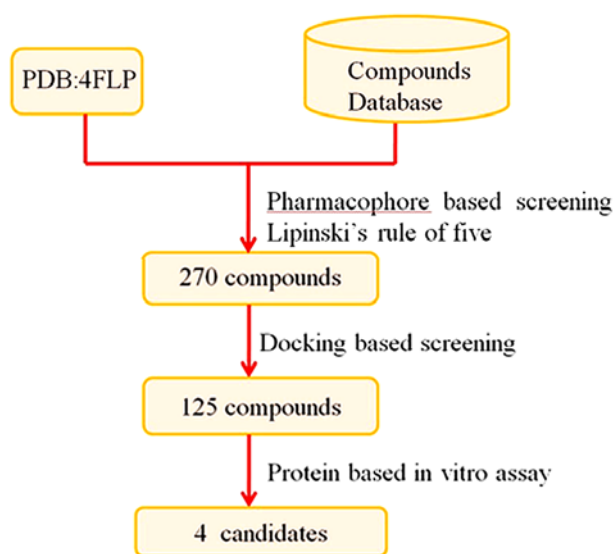 PDB:4FLP
Compounds
Database
Pharmacophore based screening
Lipinski's rule of five
270 compounds
Docking based screening
125 compounds
Protein based in vitro assay
4 candidates